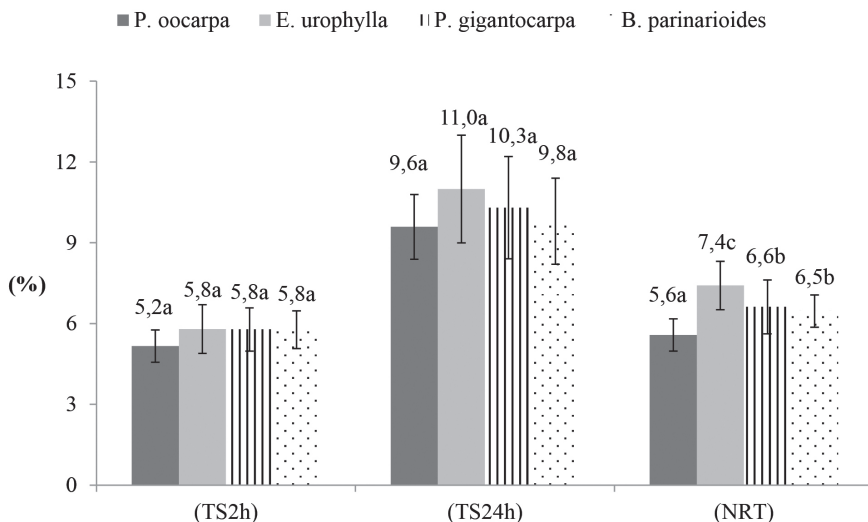 P. oocarpa E. urophylla P. gigantocarpa B. parinarioides
15
12
9
6
3
0
(%)
5,2a 5,8a 5,8a 5,8a
9,6a 11,0a 10,3a 9,8a
5,6a 7,4c 6,6b 6,5b
(TS2h) (TS24h) (NRT)